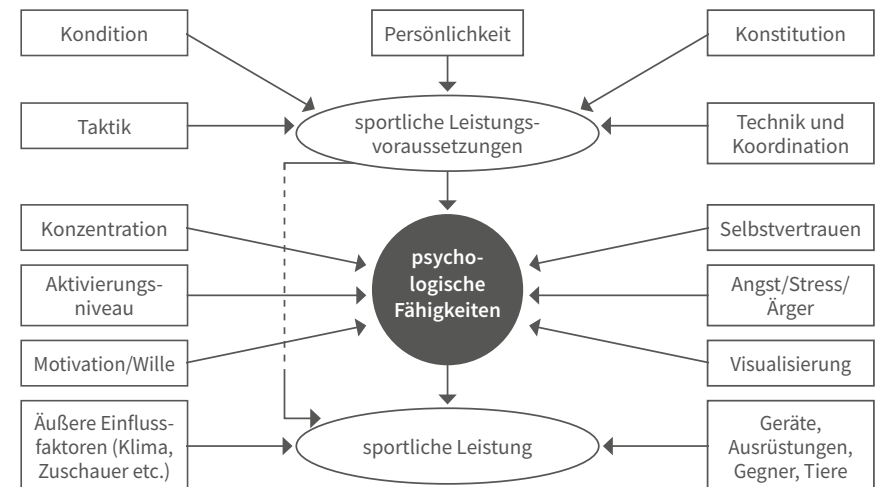 Kondition
Persönlichkeit
Konstitution
Taktik
sportliche Leistungs-
voraussetzungen
Technik und
Koordination
Konzentration
Selbstvertrauen
psycho-
logische
Fähigkeiten
Aktivierungs-
niveau
Angst/Stress/
Ärger
Motivation/Wille
Visualisierung
Äußere Einfluss-
faktoren (Klima,
Zuschauer etc.)
sportliche Leistung
Geräte,
Ausrüstungen,
Gegner, Tiere